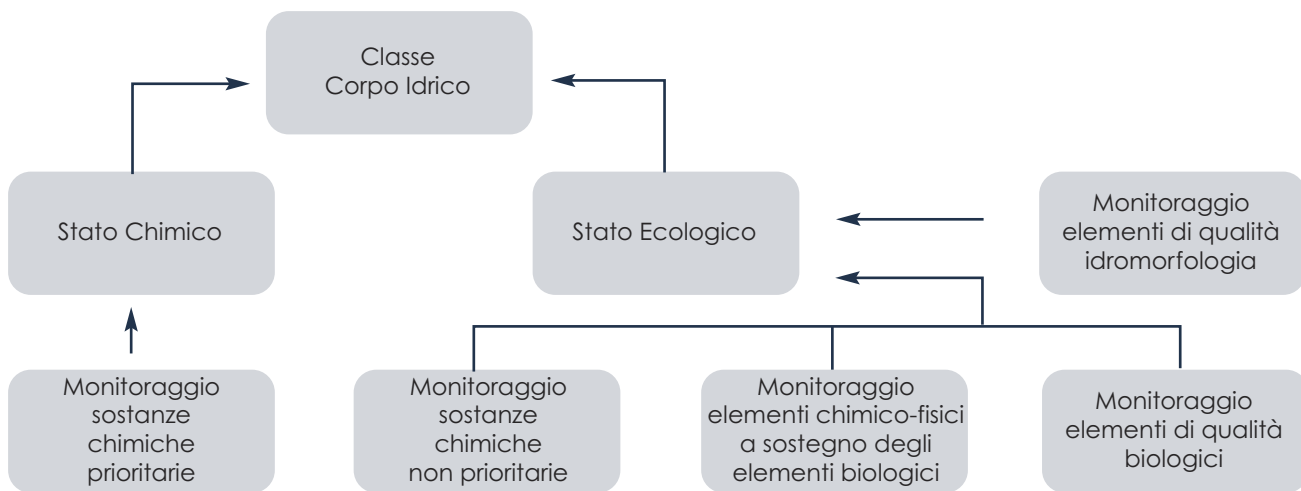 Classe
Corpo Idrico
Stato Chimico
Stato Ecologico
Monitoraggio
elementi di qualità
idromorfologia
Monitoraggio
sostanze
chimiche
prioritarie
Monitoraggio
sostanze
chimiche
non prioritarie
Monitoraggio
elementi chimico-fisici
a sostegno degli
elementi biologici
Monitoraggio
elementi di qualità
biologici